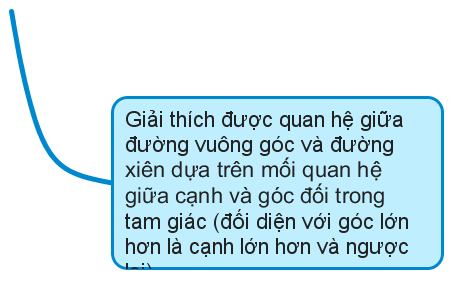 Giải thích được quan hệ giữa
đường vuông góc và đường
xiên dựa trên mối quan hệ
giữa cạnh và góc đối trong
tam giác (đối diện với góc lớn
hơn là cạnh lớn hơn và ngược